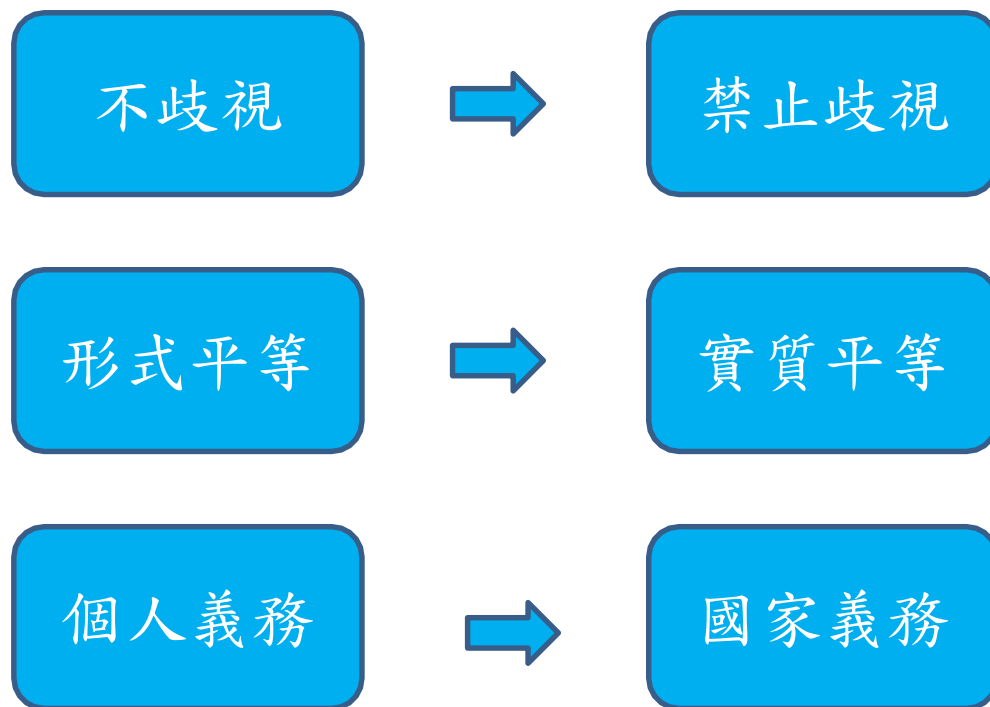 不歧視
禁止歧視
形式平等
實質平等
個人義務
國家義務